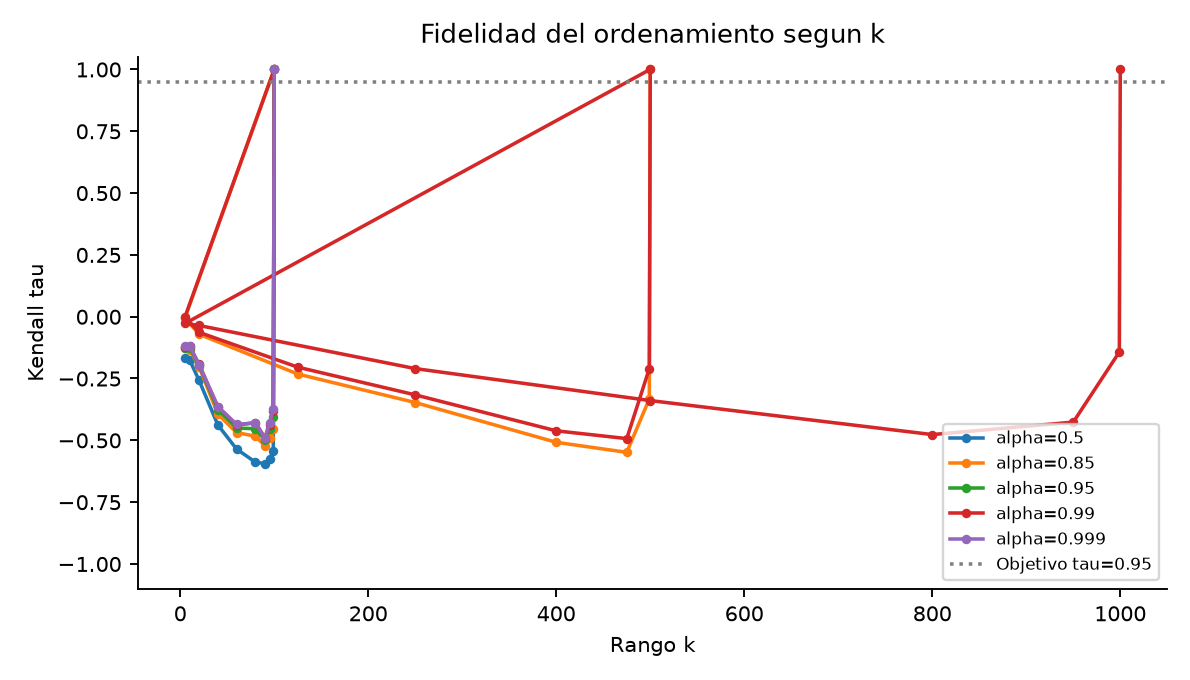 Fidelidad del ordenamiento segun k
Kendall tau
1.00
0.75
0.50
0.25
0.00
−0.25
−0.50
−0.75
−1.00
0
200
400
600
800
1000
Rango k
alpha=0.5
alpha=0.85
alpha=0.95
alpha=0.99
alpha=0.999
Objetivo tau=0.95